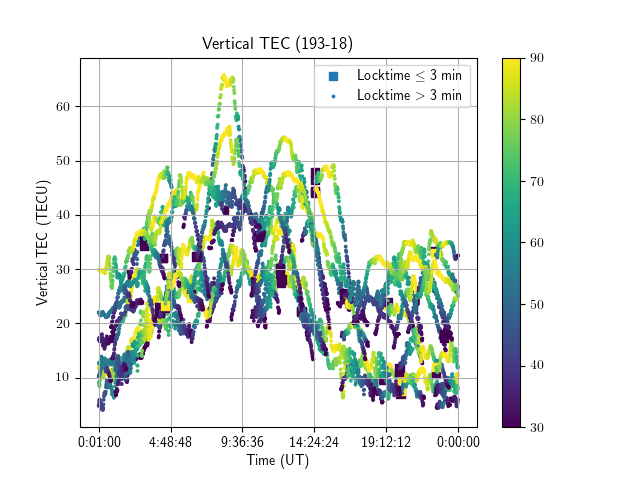 Vertical TEC (193-18)
Locktime ≤ 3 min
Locktime > 3 min
Vertical TEC (TECU)
60
50
40
30
20
10
0:01:00 4:48:48 9:36:36 14:24:24 19:12:12 0:00:00
Time (UT)
90
80
70
60
50
40
30